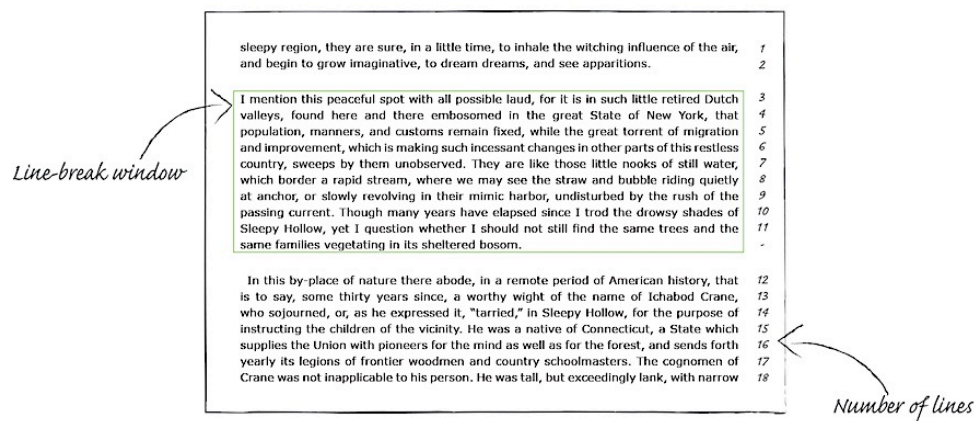 sleepy region, they are sure, in a little time, to inhale the witching influence of the air, 1
and begin to grow imaginative, to dream dreams, and see apparitions. 2
I mention this peaceful spot with all possible laud, for it is in such little retired Dutch 3
valleys, found here and there embosomed in the great State of New York, that 4
population, manners, and customs remain fixed, while the great torrent of migration 5
and improvement, which is making such incessant changes in other parts of this restless 6
country, sweeps by them unobserved. They are like those little nooks of still water, 7
which border a rapid stream, where we may see the straw and bubble riding quietly 8
at anchor, or slowly revolving in their mimic harbor, undisturbed by the rush of the 9
passing current. Though many years have elapsed since I trod the drowsy shades of 10
Sleepy Hollow, yet I question whether I should not still find the same trees and the 11
same families vegetating in its sheltered bosom. -
Line-break window
In this by-place of nature there abode, in a remote period of American history, that 12
is to say, some thirty years since, a worthy wight of the name of Ichabod Crane, 13
who sojourned, or, as he expressed it, “tarried,” in Sleepy Hollow, for the purpose of 14
instructing the children of the vicinity. He was a native of Connecticut, a State which 15
supplies the Union with pioneers for the mind as well as for the forest, and sends forth 16
yearly its legions of frontier woodmen and country schoolmasters. The cognomen of 17
Crane was not inapplicable to his person. He was tall, but exceedingly lank, with narrow 18
Number of lines